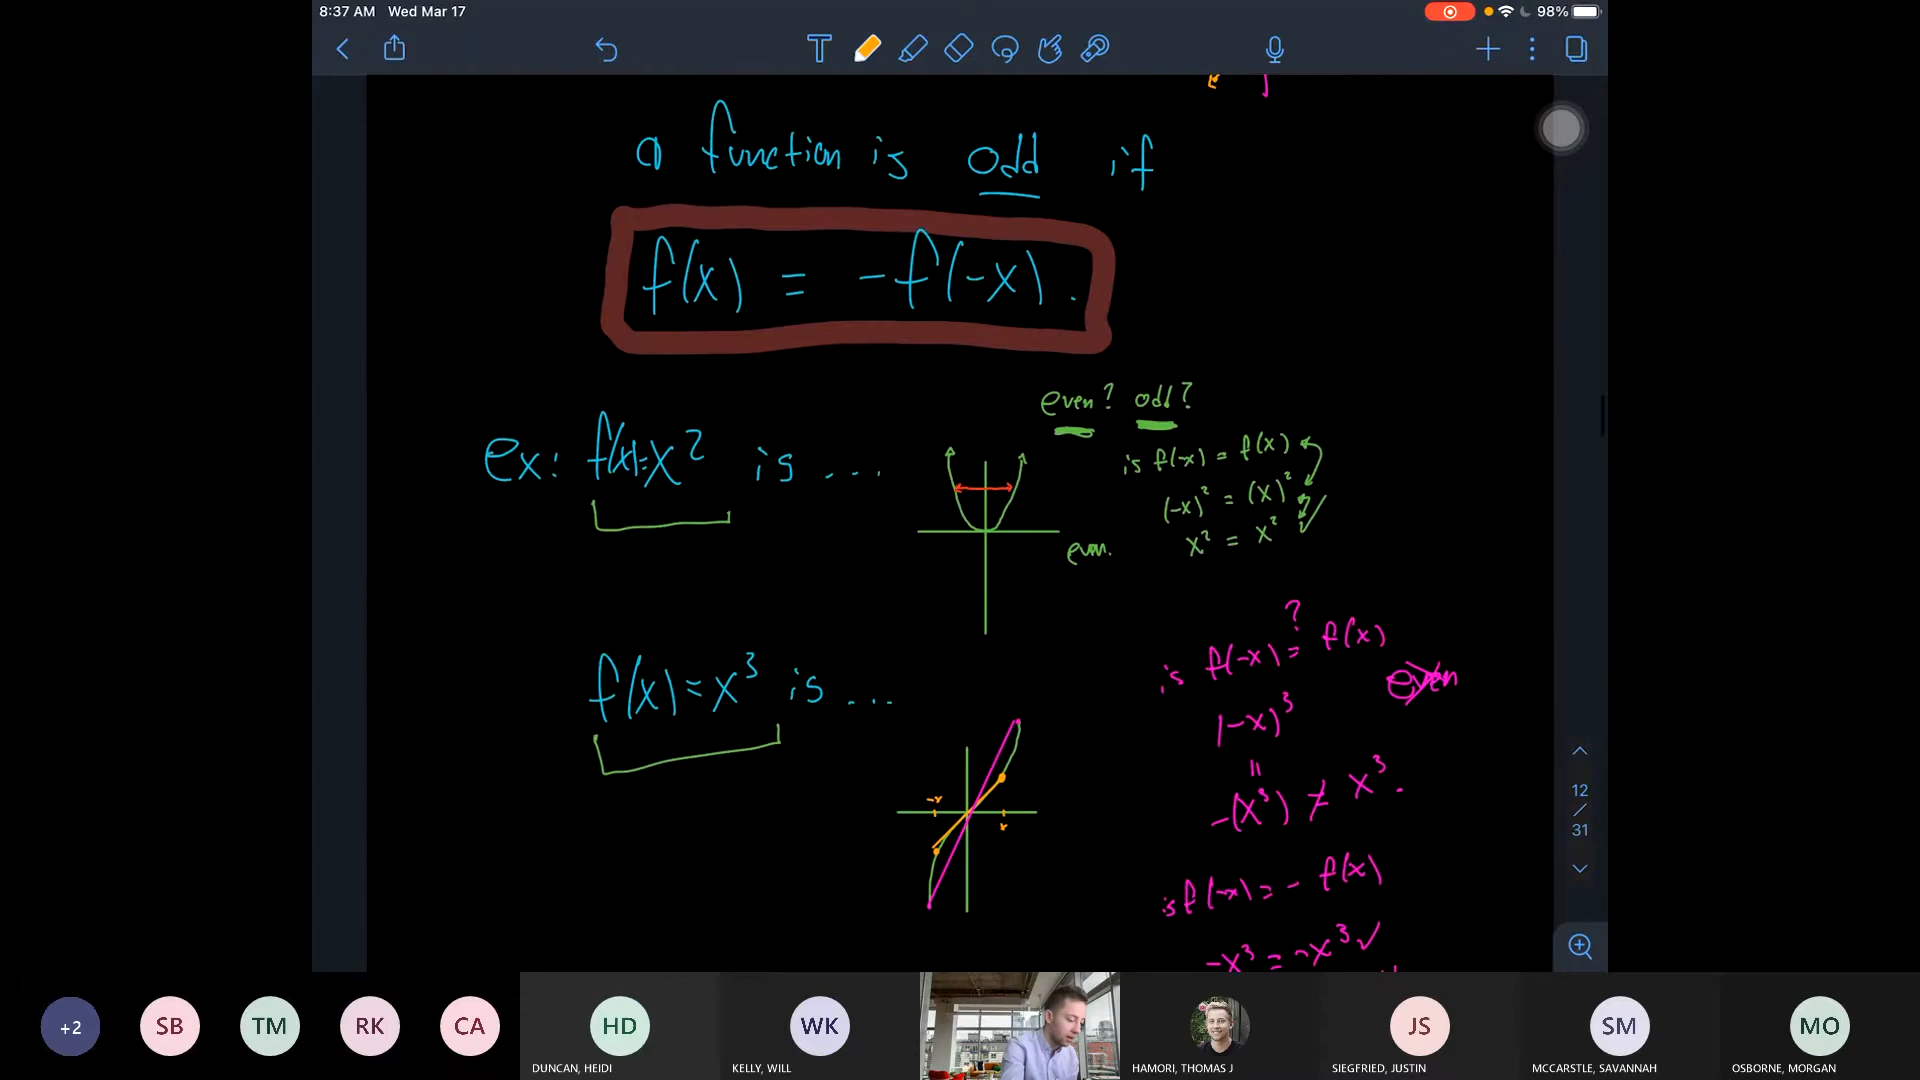 8:37 AM Wed Mar 17
98%
a function is odd if
f(x) = -f(-x).
even? odd?
ex: f(x)=x² is ...
is f(-x) = f(x)
(-x)² = (x)²
x² = x² ✓
even.
is f(-x) ?= f(x)
even
f(x)=x³ is ...
(-x)³
=
-(x³) ≠ x³.
-x
x
12
/
31
is f(-x) = - f(x)
-x³ = -x³ ✓
+2 SB TM RK CA HD WK JS SM MO
DUNCAN, HEIDI KELLY, WILL HAMORI, THOMAS J SIEGFRIED, JUSTIN MCCARSTLE, SAVANNAH OSBORNE, MORGAN